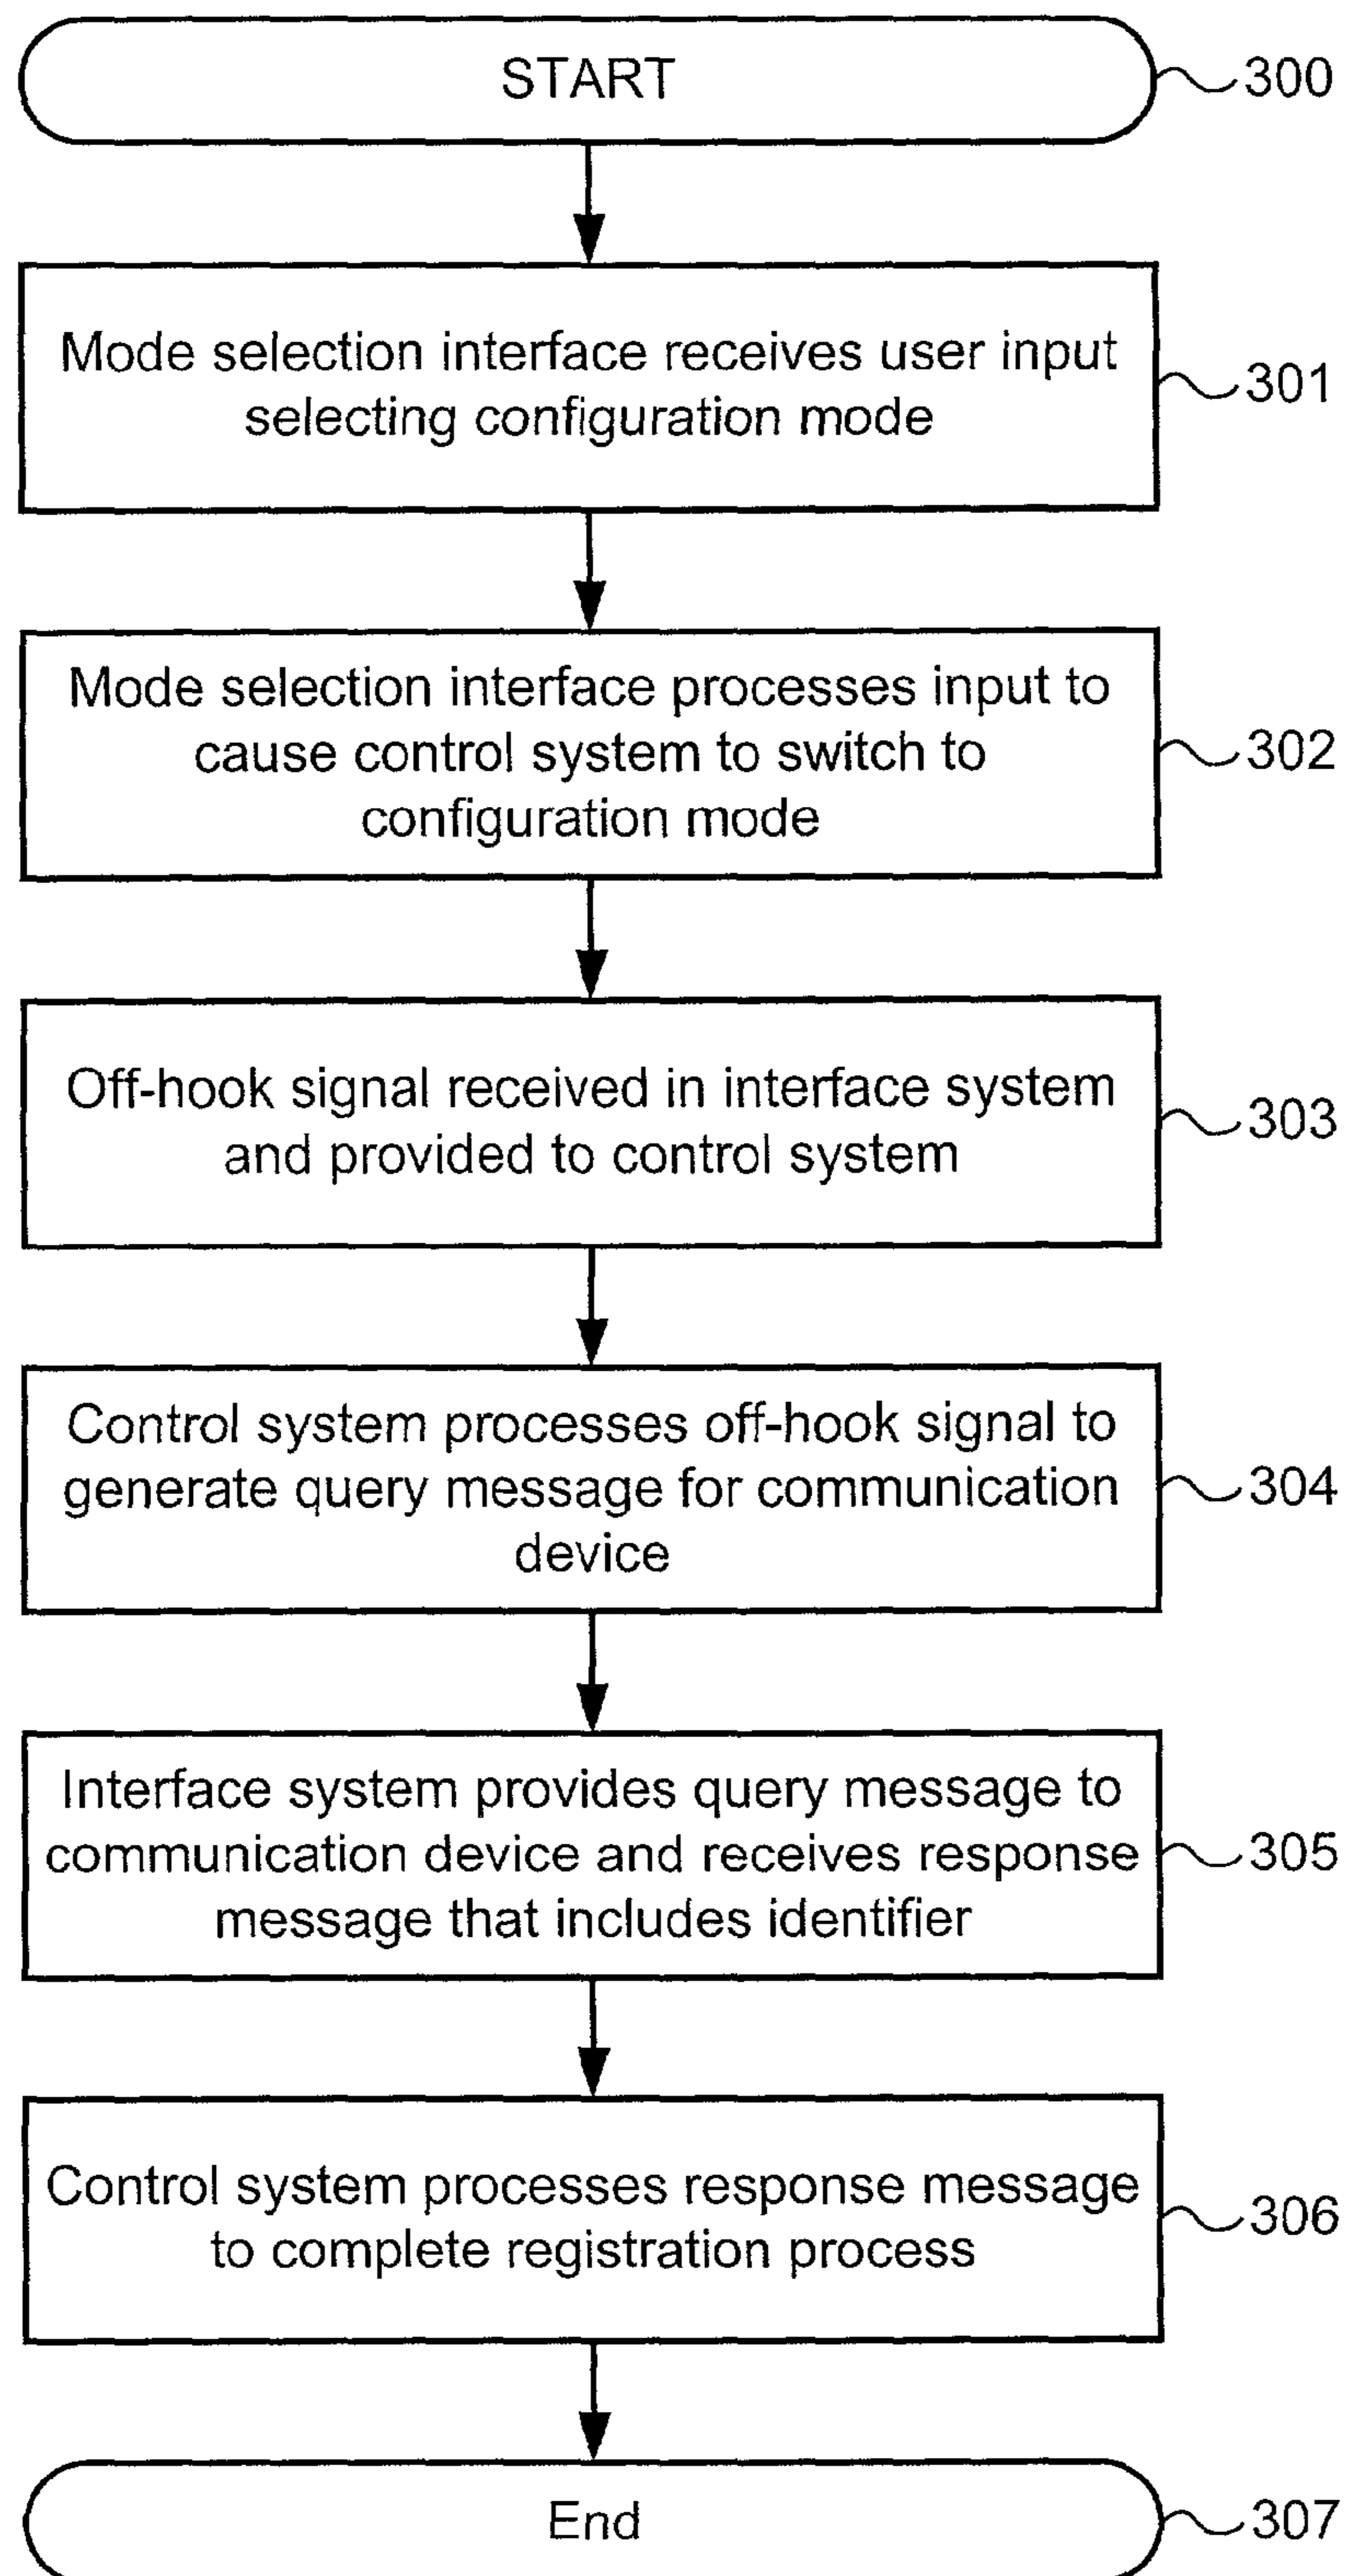 START
300
Mode selection interface receives user input
selecting configuration mode
301
Mode selection interface processes input to
cause control system to switch to
configuration mode
302
Off-hook signal received in interface system
and provided to control system
303
Control system processes off-hook signal to
generate query message for communication
device
304
Interface system provides query message to
communication device and receives response
message that includes identifier
305
Control system processes response message
to complete registration process
306
End
307